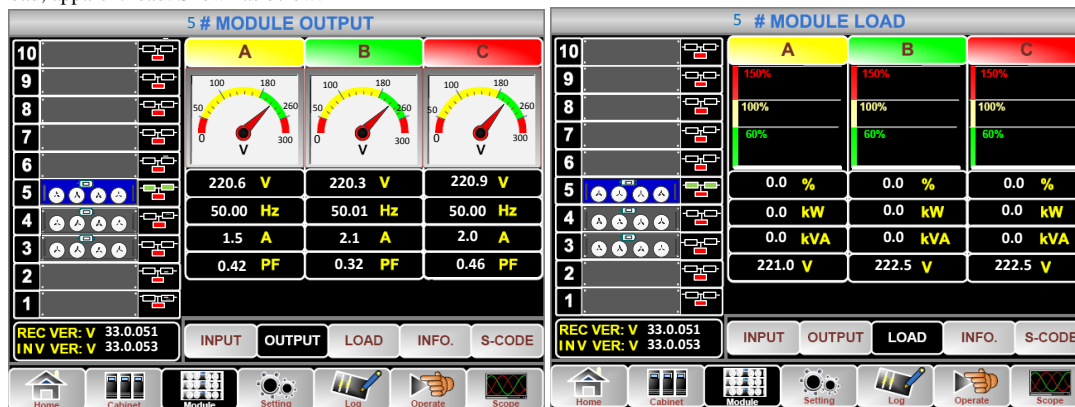 5 # MODULE OUTPUT
10
9
8
7
6
5
4
3
2
1
A B C
0 50 100 180 260 300
V
0 50 100 180 260 300
V
0 50 100 180 260 300
V
220.6 V 220.3 V 220.9 V
50.00 Hz 50.01 Hz 50.00 Hz
1.5 A 2.1 A 2.0 A
0.42 PF 0.32 PF 0.46 PF
REC VER: V 33.0.051
INV VER: V 33.0.053
INPUT OUTPUT LOAD INFO. S-CODE
Home Cabinet Module Setting Log Operate Scope
5 # MODULE LOAD
10
9
8
7
6
5
4
3
2
1
A B C
150% 150% 150%
100% 100% 100%
60% 60% 60%
0.0 % 0.0 % 0.0 %
0.0 kW 0.0 kW 0.0 kW
0.0 kVA 0.0 kVA 0.0 kVA
221.0 V 222.5 V 222.5 V
REC VER: V 33.0.051
INV VER: V 33.0.053
INPUT OUTPUT LOAD INFO. S-CODE
Home Cabinet Module Setting Log Operate Scope